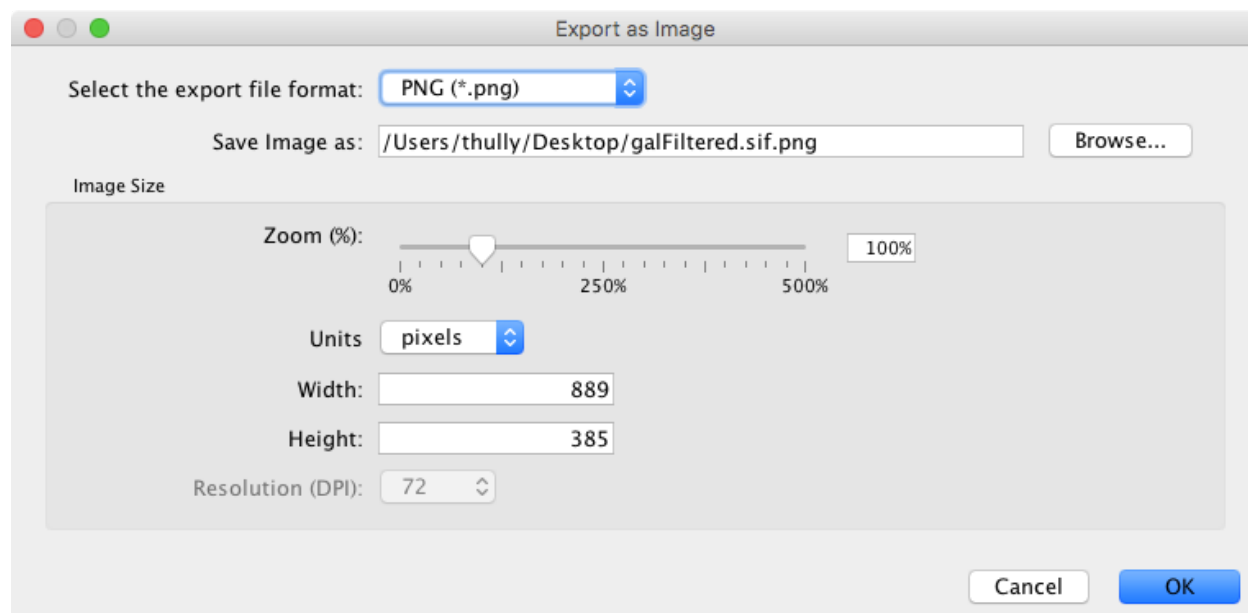 Export as Image
Select the export file format: PNG (*.png)
Save Image as: /Users/thully/Desktop/galFiltered.sif.png Browse...
Image Size
Zoom (%): 100%
0% 250% 500%
Units pixels
Width: 889
Height: 385
Resolution (DPI): 72
Cancel OK